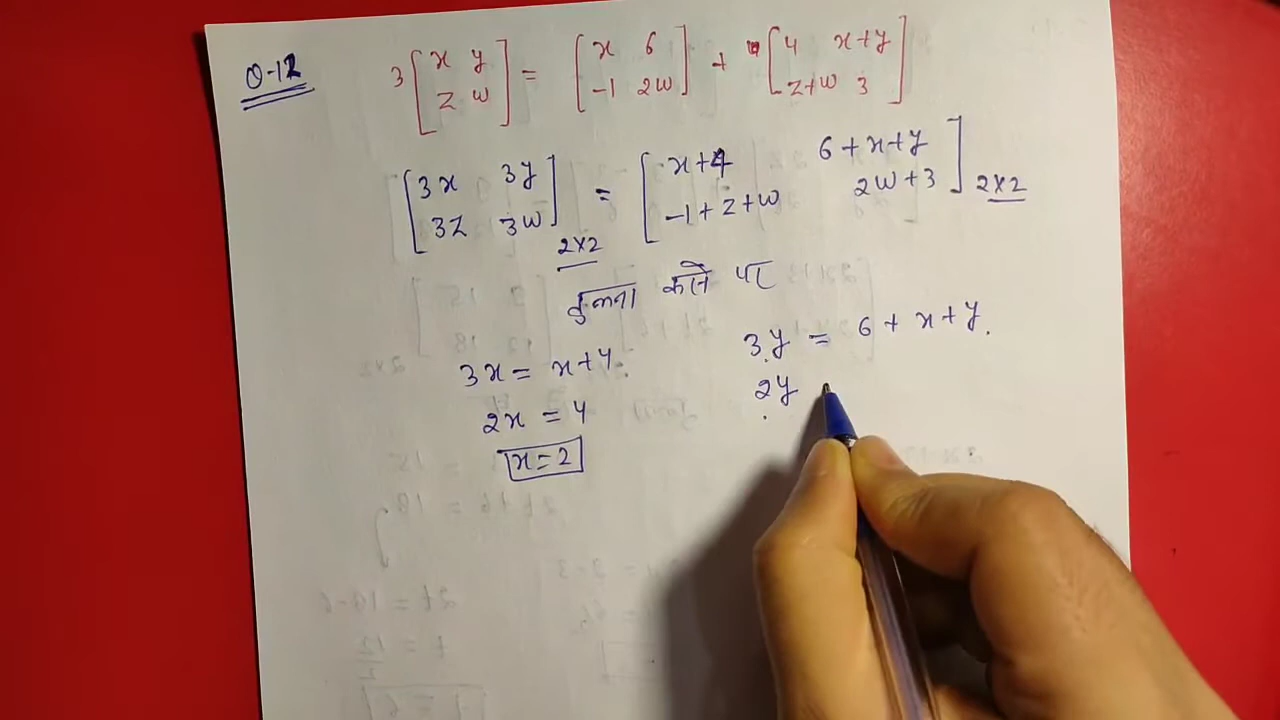 Q-12 3 [x y z w] = [x 6 -1 2w] + [4 x+y z+w 3]
[3x 3y 3z 3w] 2×2 = [x+4 6+x+y -1+z+w 2w+3] 2×2
तुलना करने पर
3x = x+4 3y = 6+x+y
2x = 4 2y
x=2